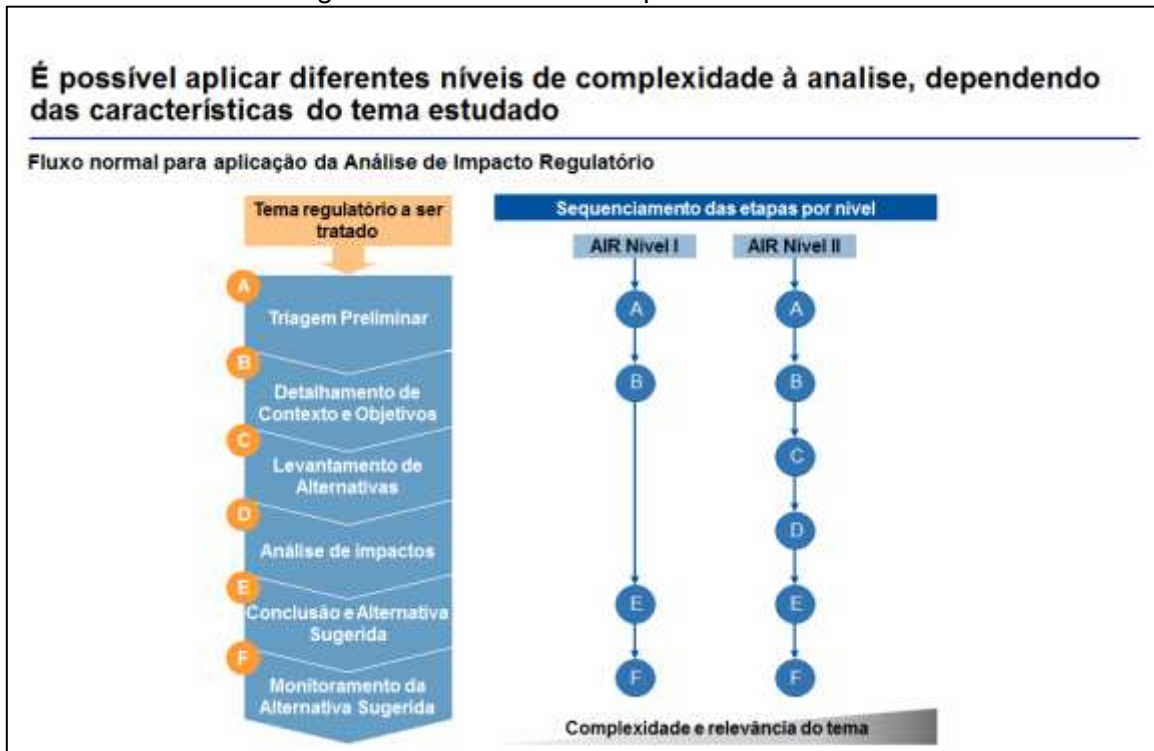 É possível aplicar diferentes níveis de complexidade à analise, dependendo
das características do tema estudado
Fluxo normal para aplicação da Análise de Impacto Regulatório
Tema regulatório a ser
tratado
A
Triagem Preliminar
B
Detalhamento de
Contexto e Objetivos
C
Levantamento de
Alternativas
D
Análise de impactos
E
Conclusão e Alternativa
Sugerida
F
Monitoramento da
Alternativa Sugerida
Sequenciamento das etapas por nível
AIR Nível I
AIR Nível II
A
A
B
B
C
D
E
E
F
F
Complexidade e relevância do tema